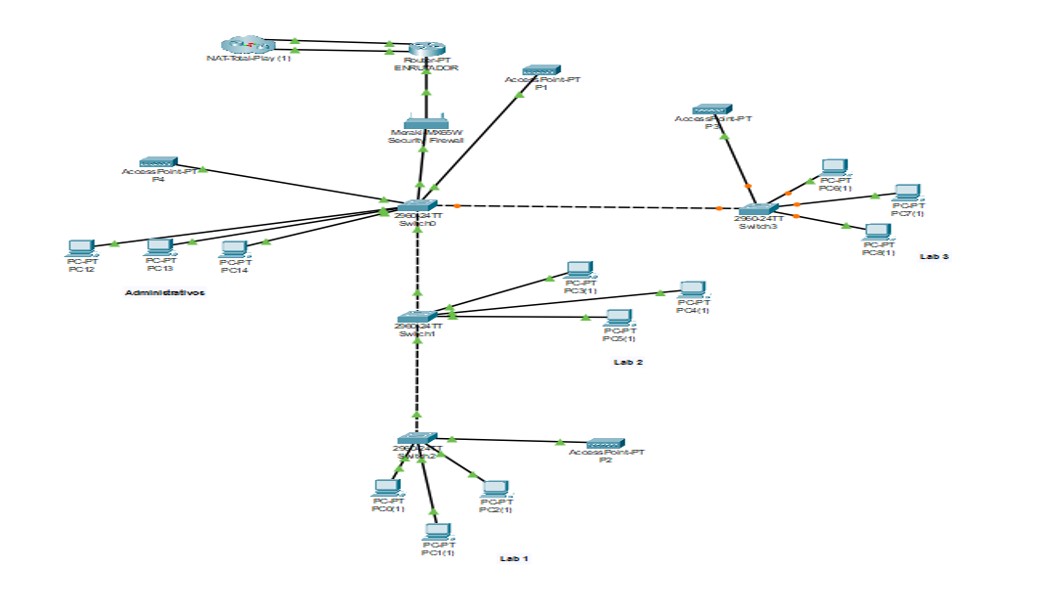 NAT-Total-Play (1)
Router-PT
ENRUTADOR
AccessPoint-PT
P1
AccessPoint-PT
P3
Meraki-MX65W
Security Firewall
AccessPoint-PT
P4
PC-PT
PC6(1)
PC-PT
PC7(1)
2960-24TT
Switch0
2960-24TT
Switch3
PC-PT
PC8(1)
Lab 3
PC-PT
PC12
PC-PT
PC13
PC-PT
PC14
Administrativos
PC-PT
PC3(1)
PC-PT
PC4(1)
2960-24TT
Switch1
PC-PT
PC5(1)
Lab 2
2960-24TT
Switch2
AccessPoint-PT
P2
PC-PT
PC0(1)
PC-PT
PC2(1)
PC-PT
PC1(1)
Lab 1